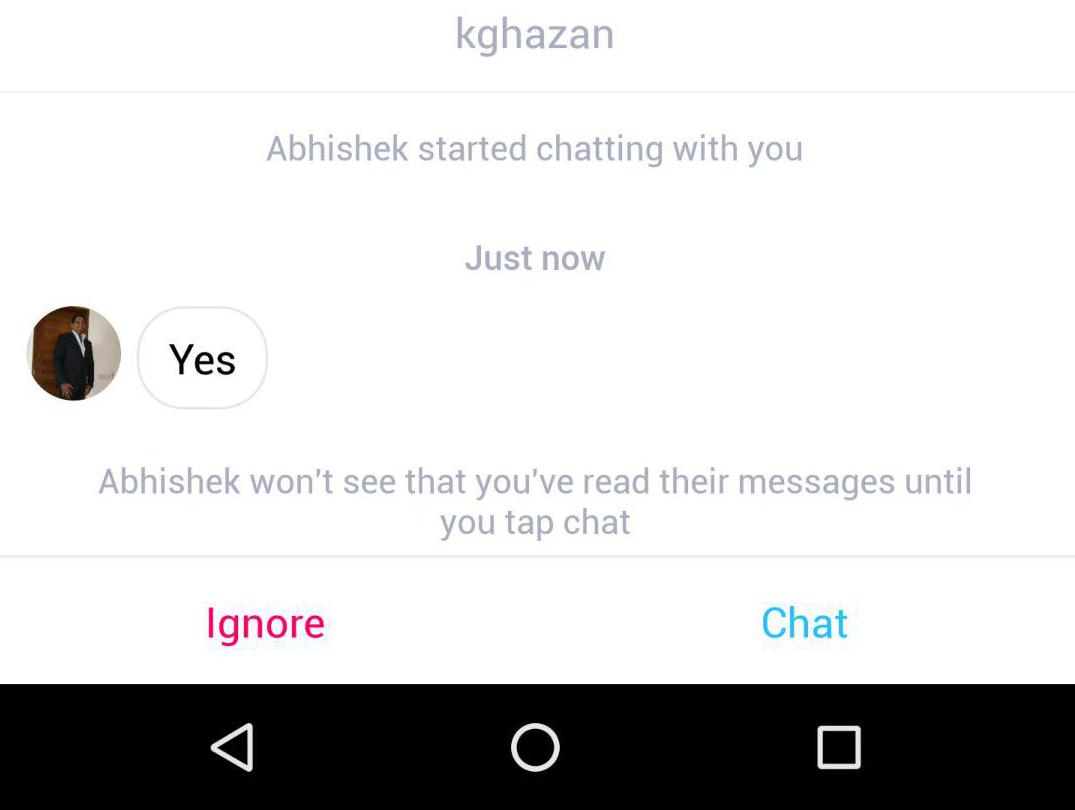 kghazan
Abhishek started chatting with you
Just now
Yes
Abhishek won't see that you've read their messages until
you tap chat
Ignore
Chat